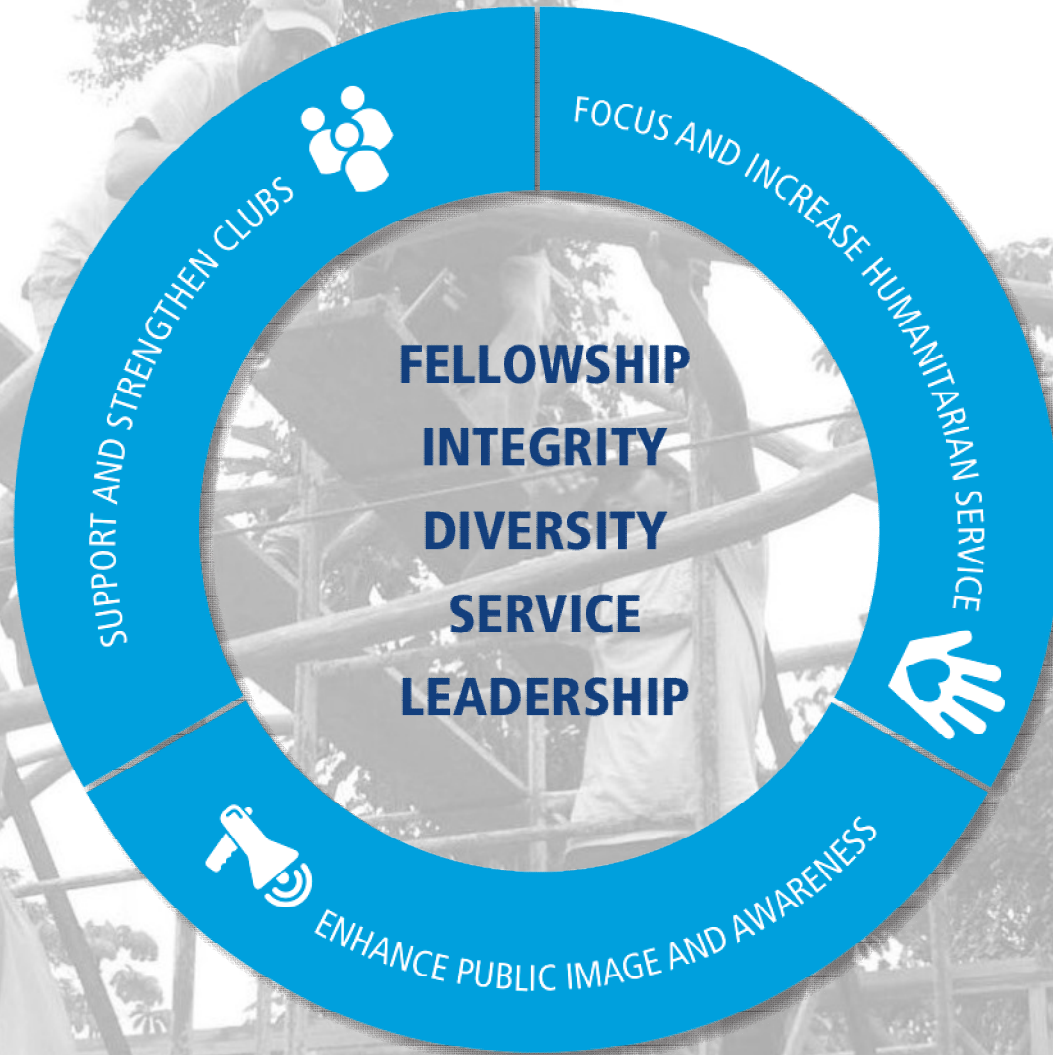 SUPPORT AND STRENGTHEN CLUBS
FOCUS AND INCREASE HUMANITARIAN SERVICE
FELLOWSHIP
INTEGRITY
DIVERSITY
SERVICE
LEADERSHIP
ENHANCE PUBLIC IMAGE AND AWARENESS